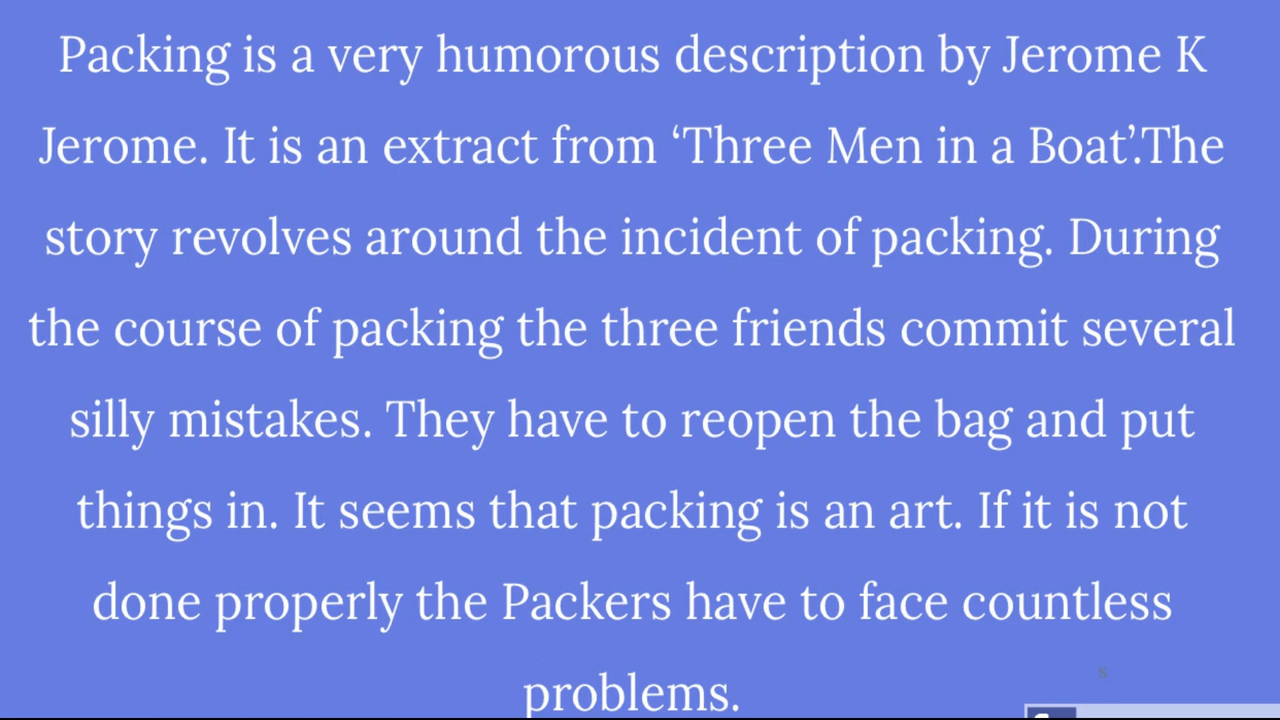 Packing is a very humorous description by Jerome K
Jerome. It is an extract from ‘Three Men in a Boat’.The
story revolves around the incident of packing. During
the course of packing the three friends commit several
silly mistakes. They have to reopen the bag and put
things in. It seems that packing is an art. If it is not
done properly the Packers have to face countless
problems.
s